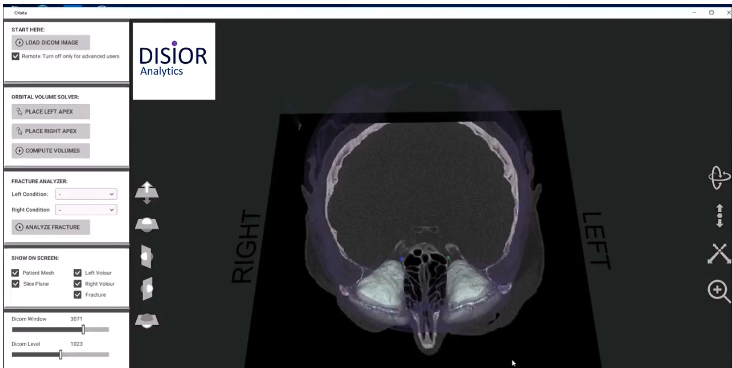 Orbita
START HERE:
LOAD DICOM IMAGE
Remote. Turn off only for advanced users
DISIOR
Analytics
ORBITAL VOLUME SOLVER:
PLACE LEFT APEX
PLACE RIGHT APEX
COMPUTE VOLUMES
FRACTURE ANALYZER:
Left Condition: -
Right Condition -
ANALYZE FRACTURE
SHOW ON SCREEN:
Patient Mesh Left Volour
Slice Plane Right Volour
Fracture
Dicom Window 3071
Dicom Level 1023
RIGHT
LEFT